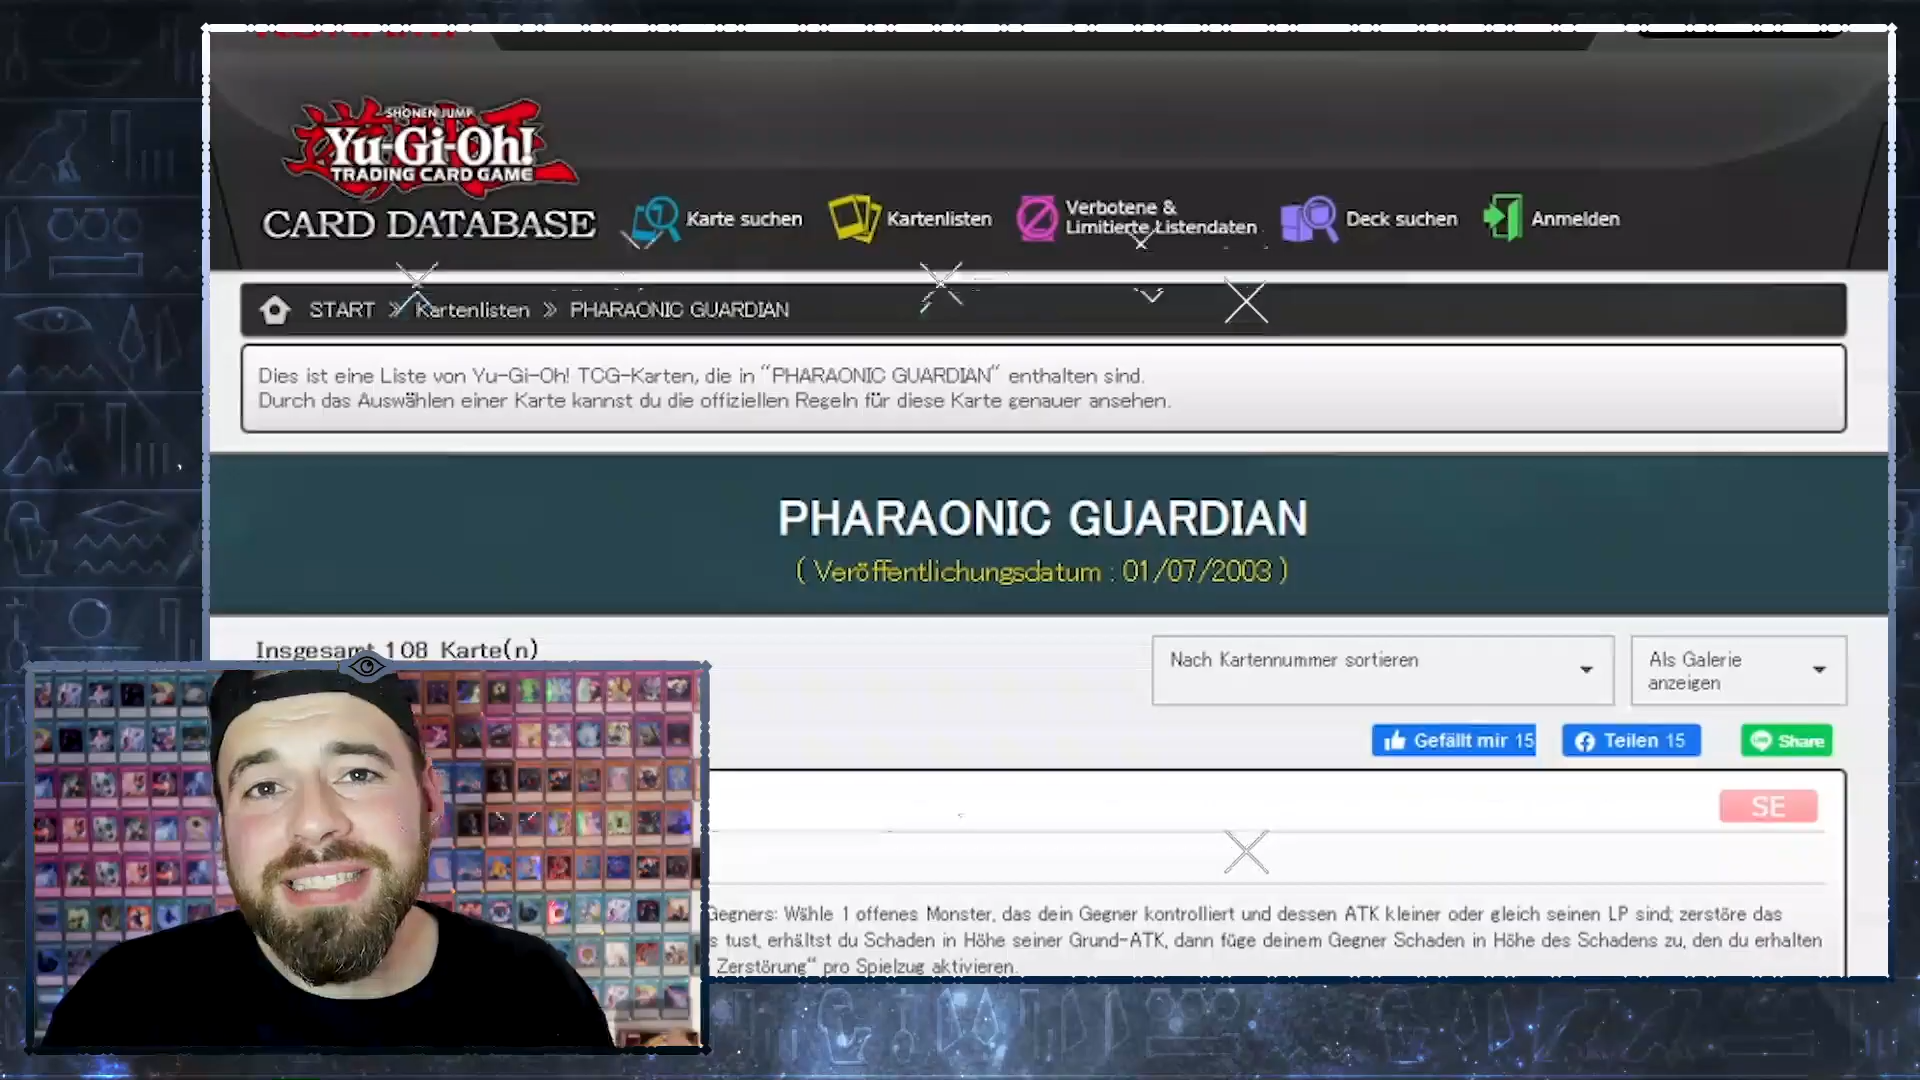 SHONEN JUMP
Yu-Gi-Oh!
TRADING CARD GAME
CARD DATABASE
Karte suchen
Kartenlisten
Verbotene &
Limitierte Listendaten
Deck suchen
Anmelden
START » Kartenlisten » PHARAONIC GUARDIAN
Dies ist eine Liste von Yu-Gi-Oh! TCG-Karten, die in "PHARAONIC GUARDIAN" enthalten sind.
Durch das Auswählen einer Karte kannst du die offiziellen Regeln für diese Karte genauer ansehen.
PHARAONIC GUARDIAN
( Veröffentlichungsdatum : 01/07/2003 )
Insgesamt 108 Karte(n)
Nach Kartennummer sortieren
Als Galerie
anzeigen
Gefällt mir 15
Teilen 15
Share
SE
Gegners: Wähle 1 offenes Monster, das dein Gegner kontrolliert und dessen ATK kleiner oder gleich seinen LP sind; zerstöre das
s tust, erhältst du Schaden in Höhe seiner Grund-ATK, dann füge deinem Gegner Schaden in Höhe des Schadens zu, den du erhalten
Zerstörung" pro Spielzug aktivieren.